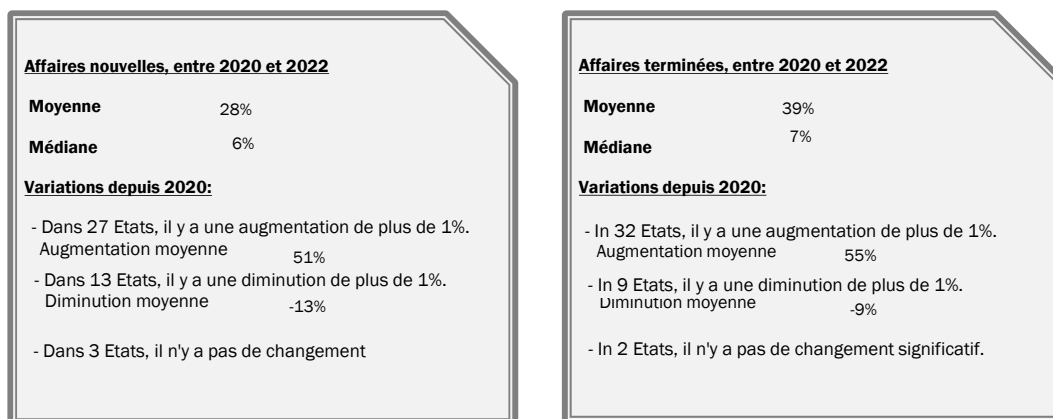 Affaires nouvelles, entre 2020 et 2022
Moyenne 28%
Médiane 6%
Variations depuis 2020:
- Dans 27 Etats, il y a une augmentation de plus de 1%.
Augmentation moyenne 51%
- Dans 13 Etats, il y a une diminution de plus de 1%.
Diminution moyenne -13%
- Dans 3 Etats, il n'y a pas de changement
Affaires terminées, entre 2020 et 2022
Moyenne 39%
Médiane 7%
Variations depuis 2020:
- In 32 Etats, il y a une augmentation de plus de 1%.
Augmentation moyenne 55%
- In 9 Etats, il y a une diminution de plus de 1%.
Diminution moyenne -9%
- In 2 Etats, il n'y a pas de changement significatif.